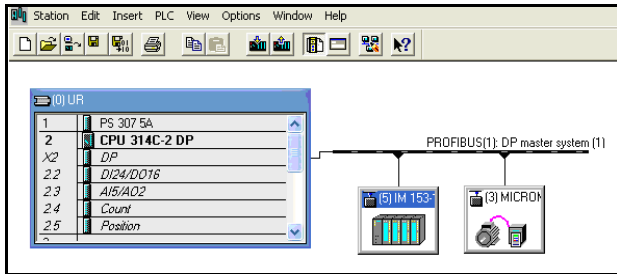 Station Edit Insert PLC View Options Window Help
(0) UR
1 PS 307 5A
2 CPU 314C-2 DP
X2 DP
2.2 DI24/DO16
2.3 AI5/AO2
2.4 Count
2.5 Position
PROFIBUS(1): DP master system (1)
(5) IM 153-
(3) MICRON